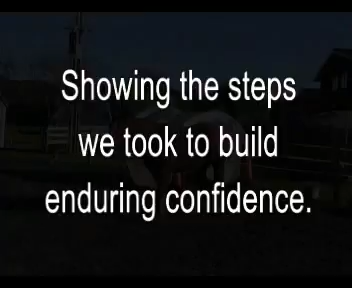 Showing the steps
we took to build
enduring confidence.